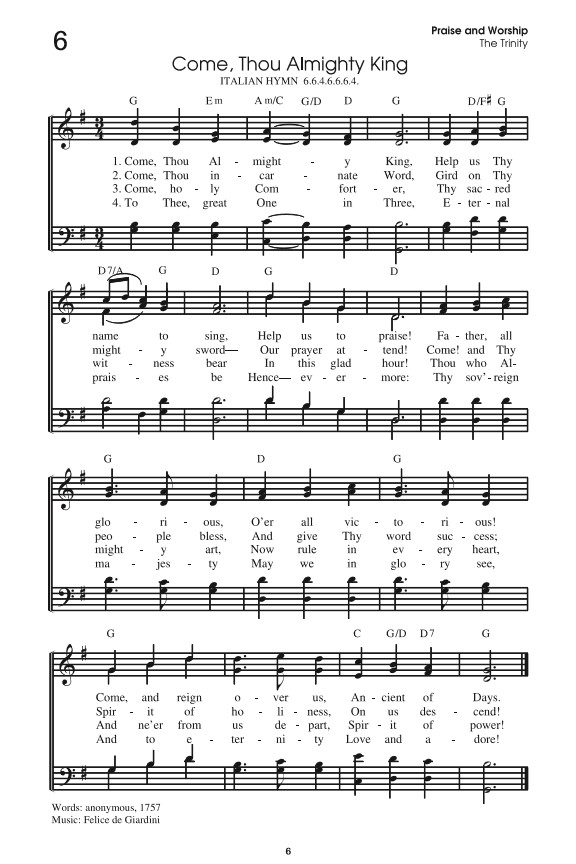 6
Praise and Worship
The Trinity
Come, Thou Almighty King
ITALIAN HYMN 6.6.4.6.6.6.4.
G Em Am/C G/D D G D/F♯ G
1. Come, Thou Al - might - y King, Help us Thy
2. Come, Thou in - car - nate Word, Gird on Thy
3. Come, ho - ly Com - fort - er, Thy sac - red
4. To Thee, great One in Three, E - ter - nal
D7/A G D G D
name to sing, Help us to praise! Fa - ther, all
might - y sword— Our prayer at - tend! Come! and Thy
wit - ness bear In this glad hour! Thou who Al-
prais - es be Hence— ev - er - more: Thy sov'- reign
G D G
glo - ri - ous, O'er all vic - to - ri - ous!
peo - ple bless, And give Thy word suc - cess;
might - y art, Now rule in ev - ery heart,
ma - jes - ty May we in glo - ry see,
G C G/D D7 G
Come, and reign o - ver us, An - cient of Days.
Spir - it of ho - li - ness, On us des - cend!
And ne'er from us de - part, Spir - it of power!
And to e - ter - ni - ty Love and a - dore!
Words: anonymous, 1757
Music: Felice de Giardini
6